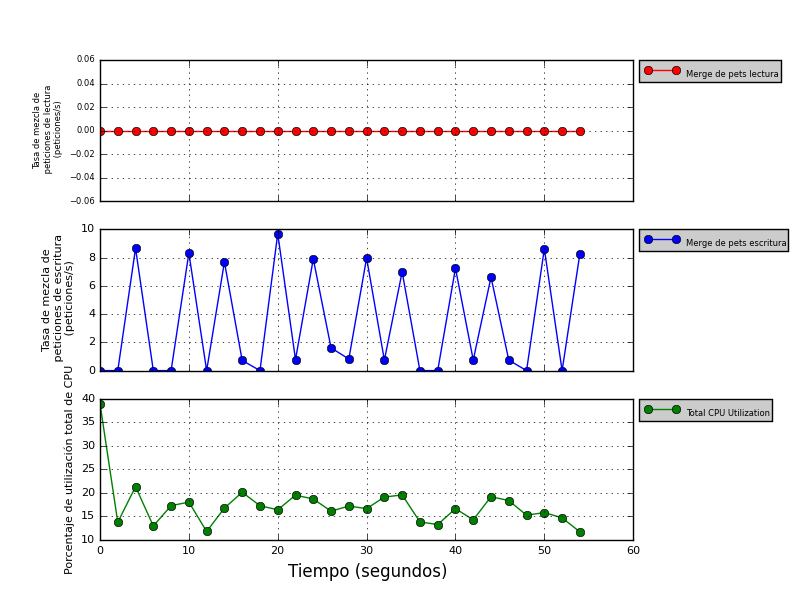 0.06
0.04
0.02
0.00
−0.02
−0.04
−0.06
Tasa de mezcla de
peticiones de lectura
(peticiones/s)
Merge de pets lectura
10
8
6
4
2
0
Tasa de mezcla de
peticiones de escritura
(peticiones/s)
Merge de pets escritura
40
35
30
25
20
15
10
Porcentaje de utilización total de CPU
Total CPU Utilization
0 10 20 30 40 50 60
Tiempo (segundos)